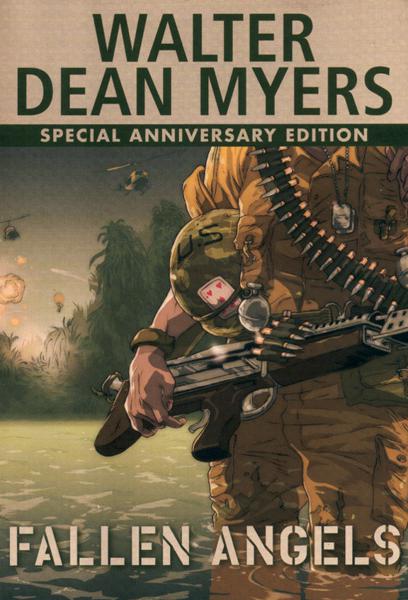 WALTER
DEAN MYERS
SPECIAL ANNIVERSARY EDITION
U.S
FALLEN ANGELS